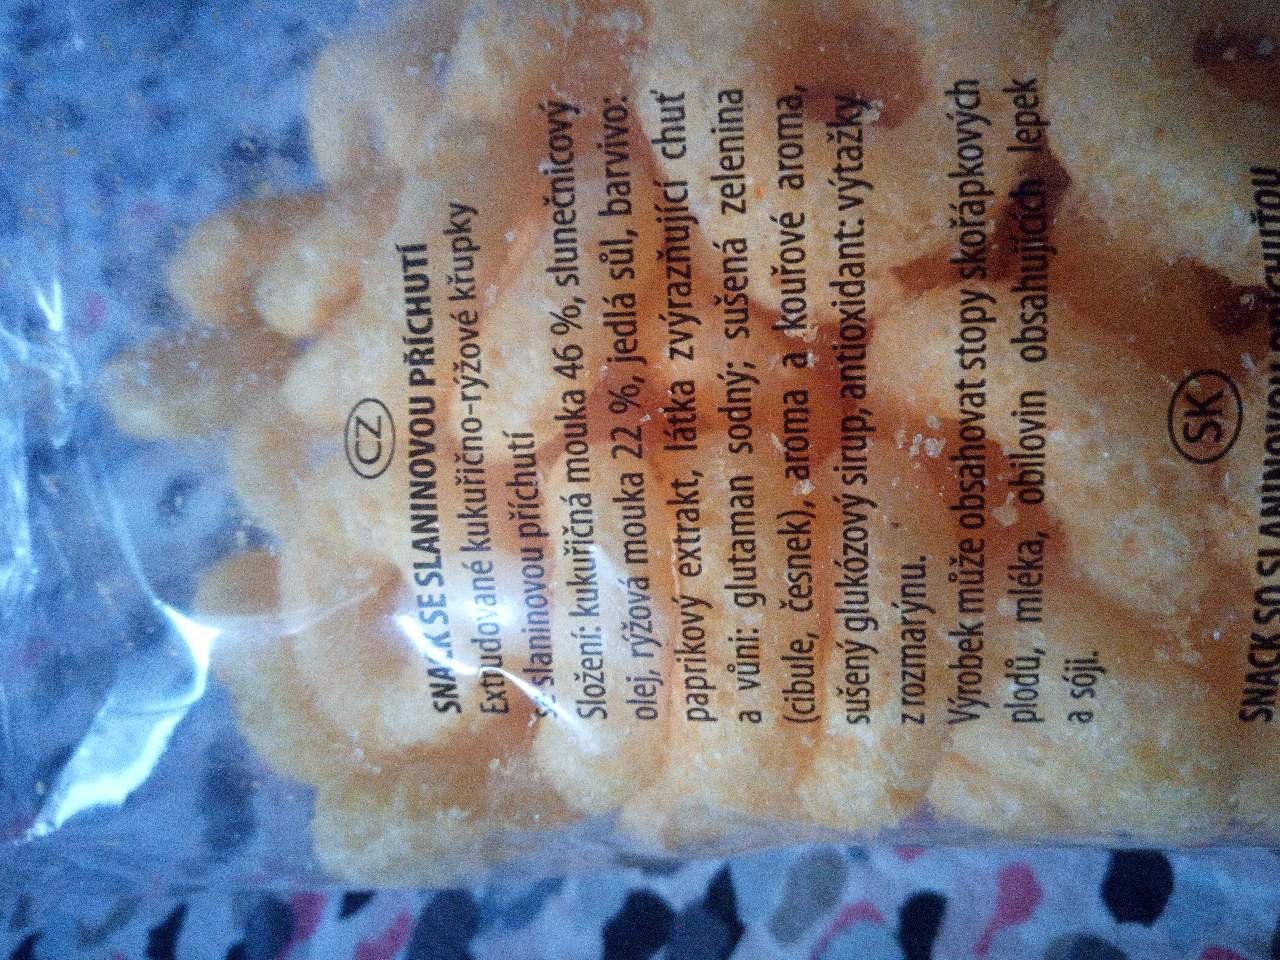 CZ
SNACK SE SLANINOVOU PŘÍCHUTÍ
Extrudované kukuřično-rýžové křupky
se slaninovou příchutí
Složení: kukuřičná mouka 46 %, slunečnicový
olej, rýžová mouka 22 %, jedlá sůl, barvivo:
paprikový extrakt, látka zvýrazňující chuť
a vůni: glutaman sodný; sušená zelenina
(cibule, česnek), aroma a kouřové aroma,
sušený glukózový sirup, antioxidant: výtažky
z rozmarýnu.
Výrobek může obsahovat stopy skořápkových
plodů, mléka, obilovin obsahujících lepek
a sóji.
SK
SNACK SO SLANINOVOU PRÍCHUŤOU